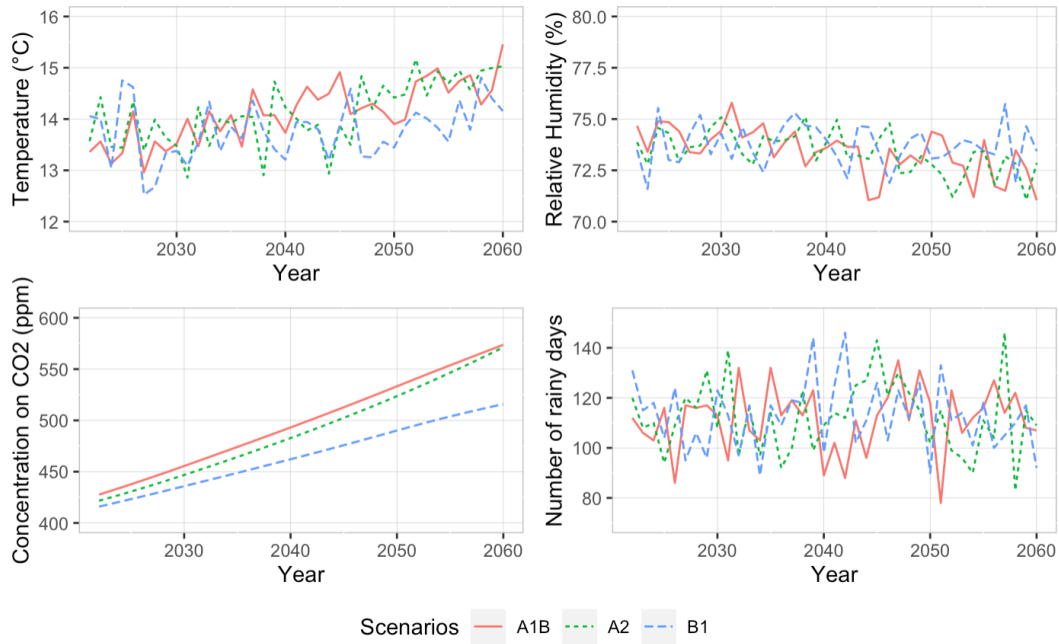 Temperature (°C)
16
15
14
13
12
2030 2040 2050 2060
Year
Relative Humidity (%)
80.0
77.5
75.0
72.5
70.0
2030 2040 2050 2060
Year
Concentration on CO2 (ppm)
600
550
500
450
400
2030 2040 2050 2060
Year
Number of rainy days
140
120
100
80
2030 2040 2050 2060
Year
Scenarios A1B A2 B1